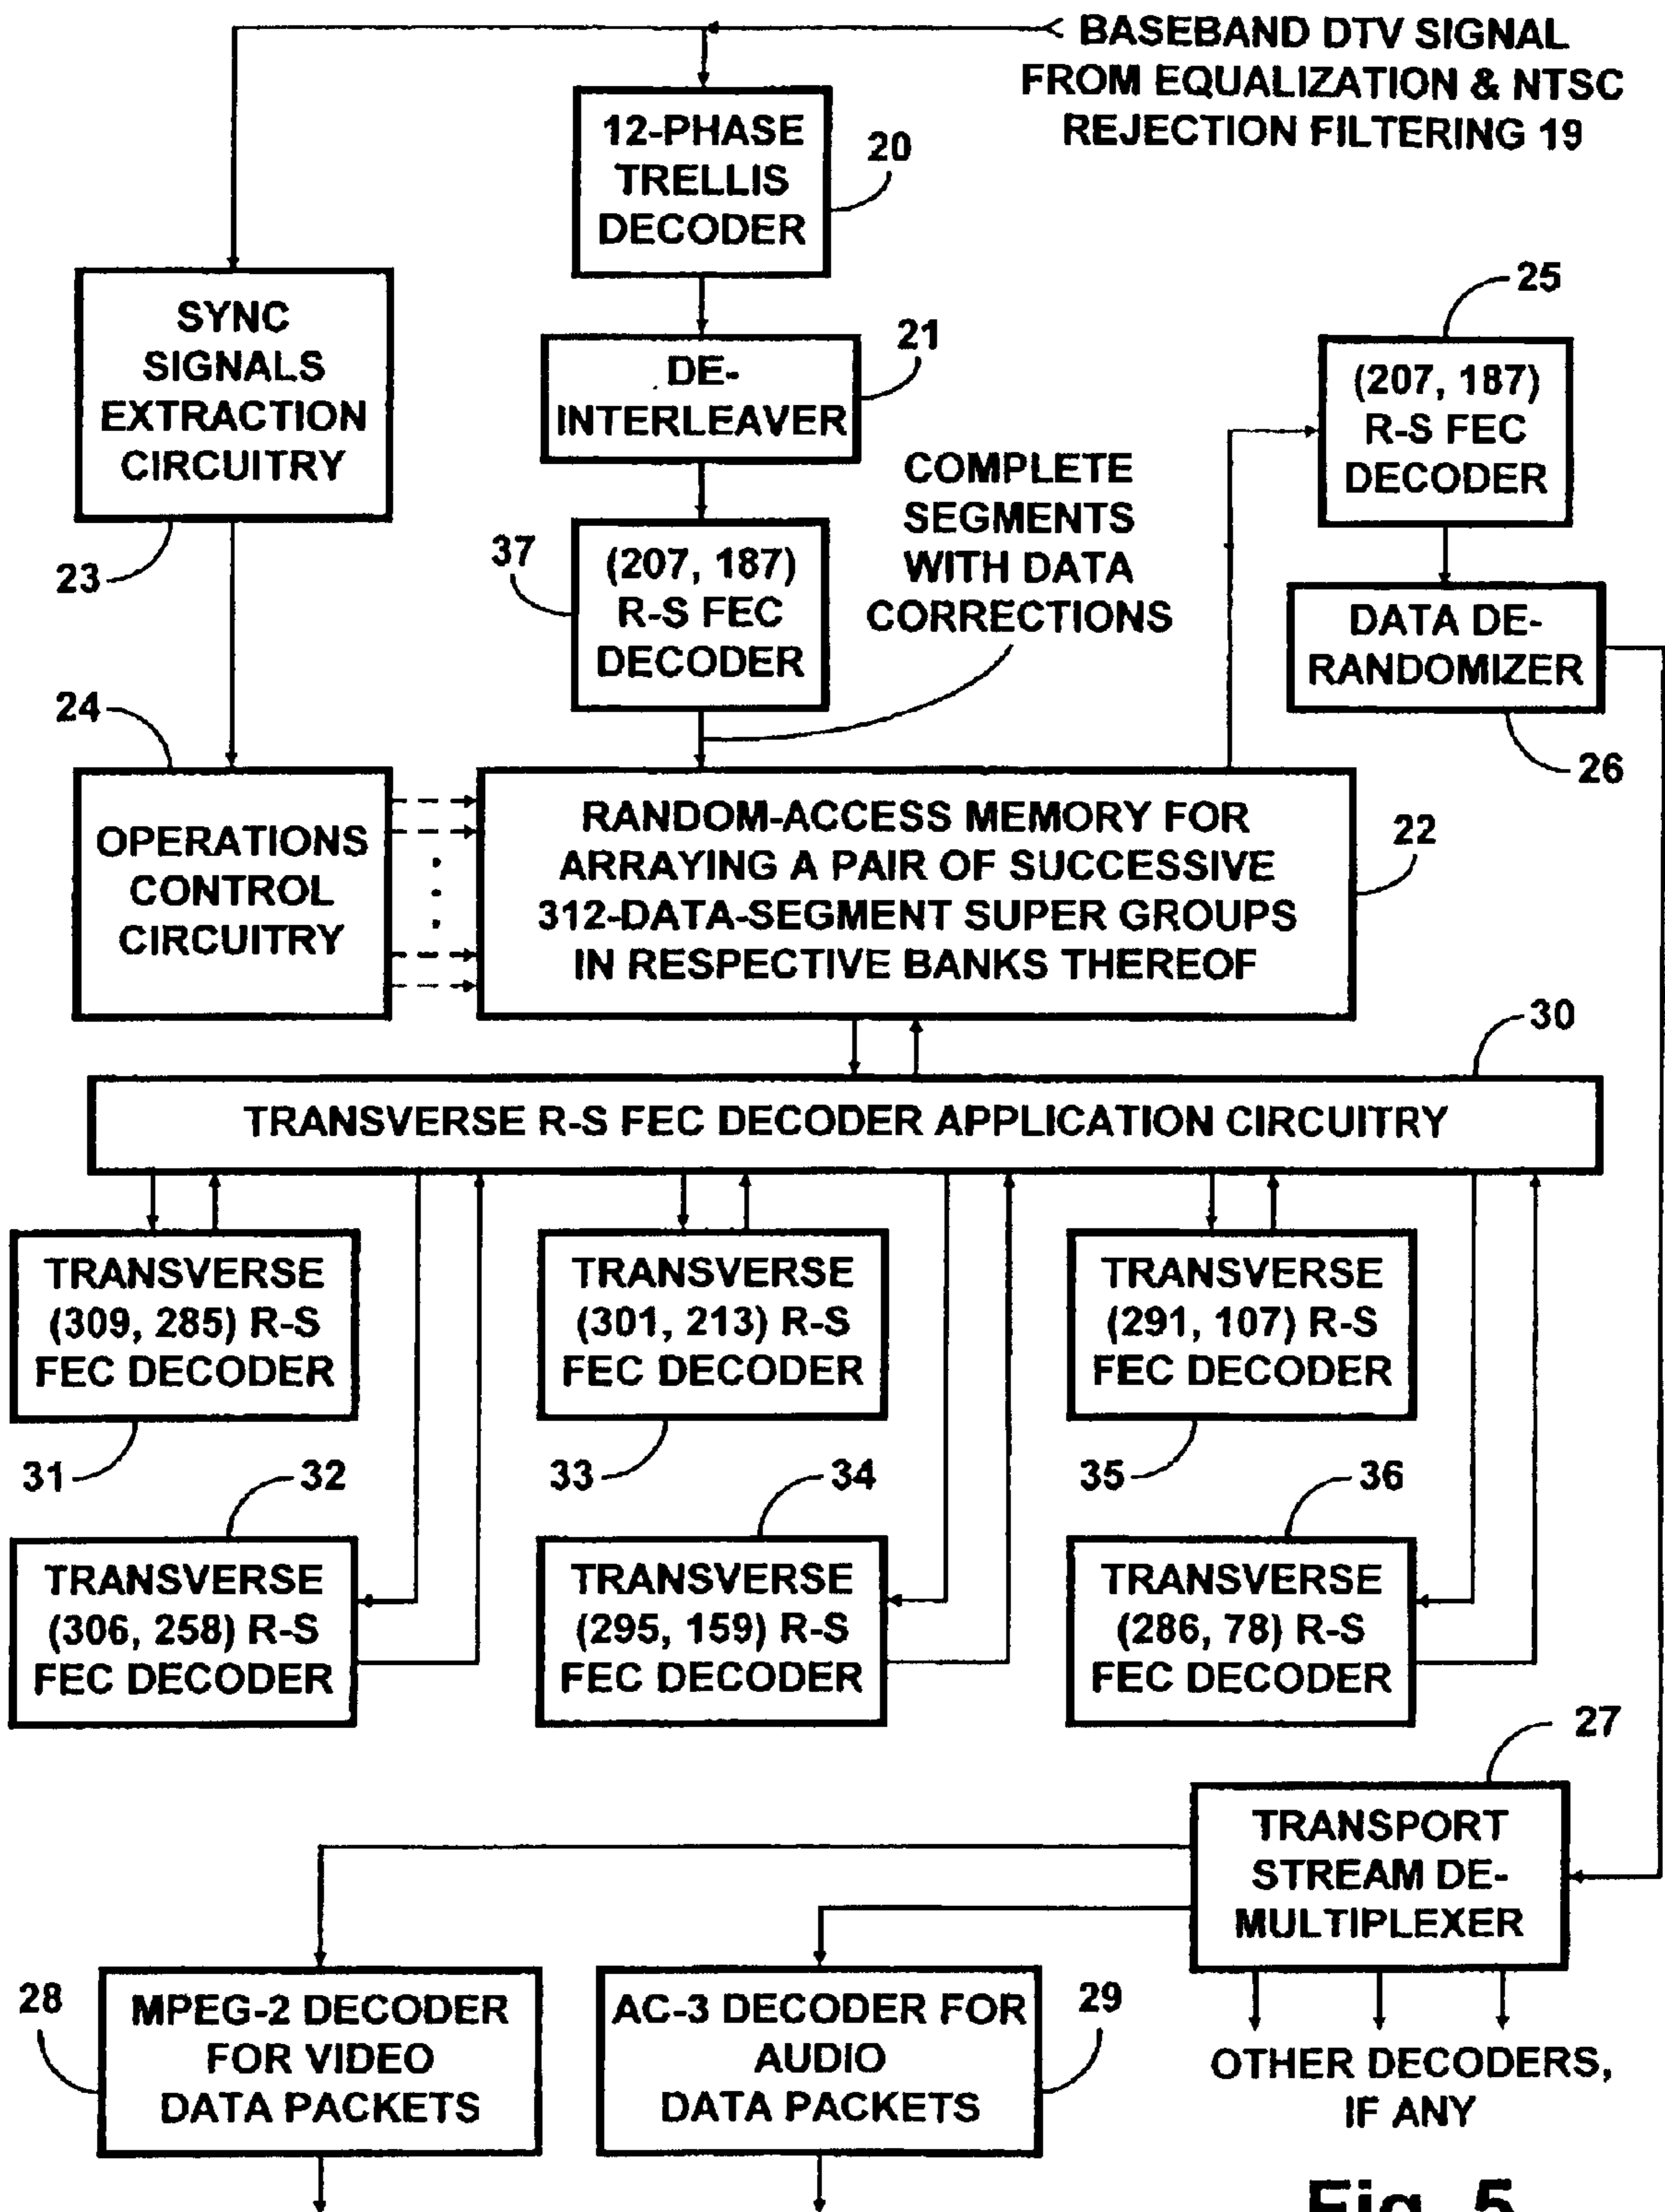 BASEBAND DTV SIGNAL
FROM EQUALIZATION & NTSC
REJECTION FILTERING 19
12-PHASE
TRELLIS
DECODER
20
SYNC
SIGNALS
EXTRACTION
CIRCUITRY
23
DE-
INTERLEAVER
21
25
(207, 187)
R-S FEC
DECODER
COMPLETE
SEGMENTS
WITH DATA
CORRECTIONS
37
(207, 187)
R-S FEC
DECODER
DATA DE-
RANDOMIZER
26
24
OPERATIONS
CONTROL
CIRCUITRY
RANDOM-ACCESS MEMORY FOR
ARRAYING A PAIR OF SUCCESSIVE
312-DATA-SEGMENT SUPER GROUPS
IN RESPECTIVE BANKS THEREOF
22
30
TRANSVERSE R-S FEC DECODER APPLICATION CIRCUITRY
TRANSVERSE
(309, 285) R-S
FEC DECODER
31
TRANSVERSE
(301, 213) R-S
FEC DECODER
33
TRANSVERSE
(291, 107) R-S
FEC DECODER
35
32
TRANSVERSE
(306, 258) R-S
FEC DECODER
34
TRANSVERSE
(295, 159) R-S
FEC DECODER
36
TRANSVERSE
(286, 78) R-S
FEC DECODER
27
TRANSPORT
STREAM DE-
MULTIPLEXER
28
MPEG-2 DECODER
FOR VIDEO
DATA PACKETS
AC-3 DECODER FOR
AUDIO
DATA PACKETS
29
OTHER DECODERS,
IF ANY
Fig. 5